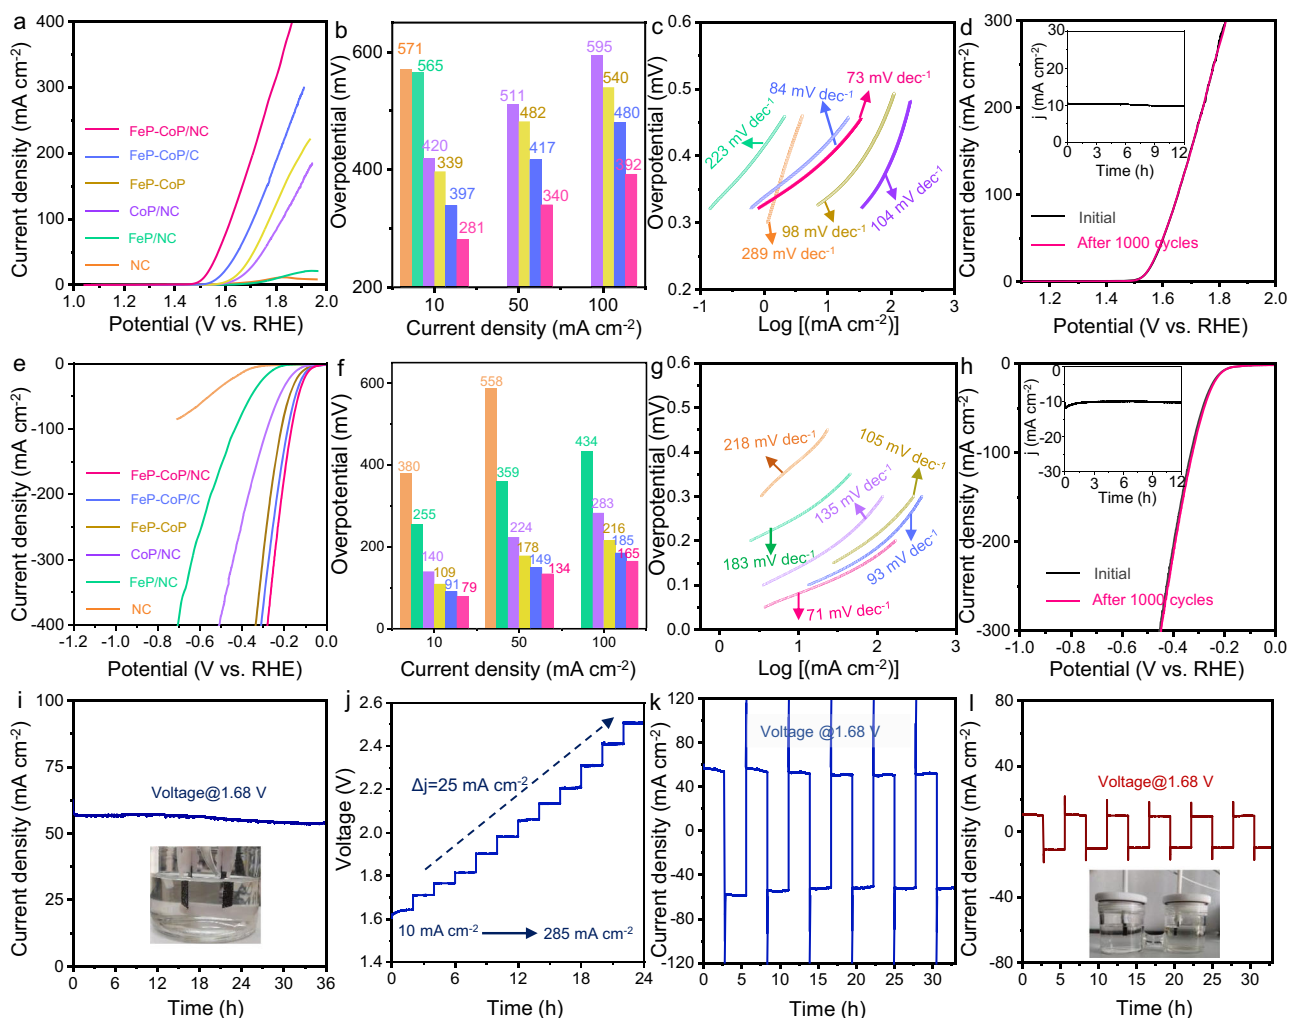 a
Current density (mA cm-2)
400
300
200
100
0
FeP-CoP/NC
FeP-CoP/C
FeP-CoP
CoP/NC
FeP/NC
NC
1.0 1.2 1.4 1.6 1.8 2.0
Potential (V vs. RHE)
b
Overpotential (mV)
600
400
200
571
565
420
339
397
281
511
482
417
340
595
540
480
392
10 50 100
Current density (mA cm-2)
c
Overpotential (mV)
0.6
0.5
0.4
0.3
0.2
73 mV dec-1
84 mV dec-1
223 mV dec-1
104 mV dec-1
98 mV dec-1
289 mV dec-1
-1 0 1 2 3
Log [(mA cm-2)]
d
Current density (mA cm-2)
300
200
100
0
j (mA cm-2)
30
20
10
0
0 3 6 9 12
Time (h)
Initial
After 1000 cycles
1.2 1.4 1.6 1.8 2.0
Potential (V vs. RHE)
e
Current density (mA cm-2)
0
-100
-200
-300
-400
FeP-CoP/NC
FeP-CoP/C
FeP-CoP
CoP/NC
FeP/NC
NC
-1.2 -1.0 -0.8 -0.6 -0.4 -0.2 0.0
Potential (V vs. RHE)
f
Overpotential (mV)
600
400
200
0
380
255
140
109
91
79
558
359
224
178
149
134
434
283
216
185
165
10 50 100
Current density (mA cm-2)
g
Overpotential (mV)
0.6
0.5
0.4
0.3
0.2
0.1
0.0
218 mV dec-1
105 mV dec-1
135 mV dec-1
183 mV dec-1
93 mV dec-1
71 mV dec-1
-1 0 1 2 3
Log [(mA cm-2)]
h
Current density (mA cm-2)
0
-100
-200
-300
j (mA cm-2)
0
-10
-20
-30
0 3 6 9 12
Time (h)
Initial
After 1000 cycles
-1.0 -0.8 -0.6 -0.4 -0.2 0.0
Potential (V vs. RHE)
i
Current density (mA cm-2)
100
75
50
25
0
Voltage@1.68 V
0 6 12 18 24 30 36
Time (h)
j
Voltage (V)
2.6
2.4
2.2
2.0
1.8
1.6
1.4
Δj=25 mA cm-2
10 mA cm-2 285 mA cm-2
0 6 12 18 24
Time (h)
k
Current density (mA cm-2)
120
80
40
0
-40
-80
-120
Voltage @1.68 V
0 5 10 15 20 25 30
Time (h)
l
Current density (mA cm-2)
80
40
0
-40
-80
Voltage@1.68 V
0 5 10 15 20 25 30
Time (h)